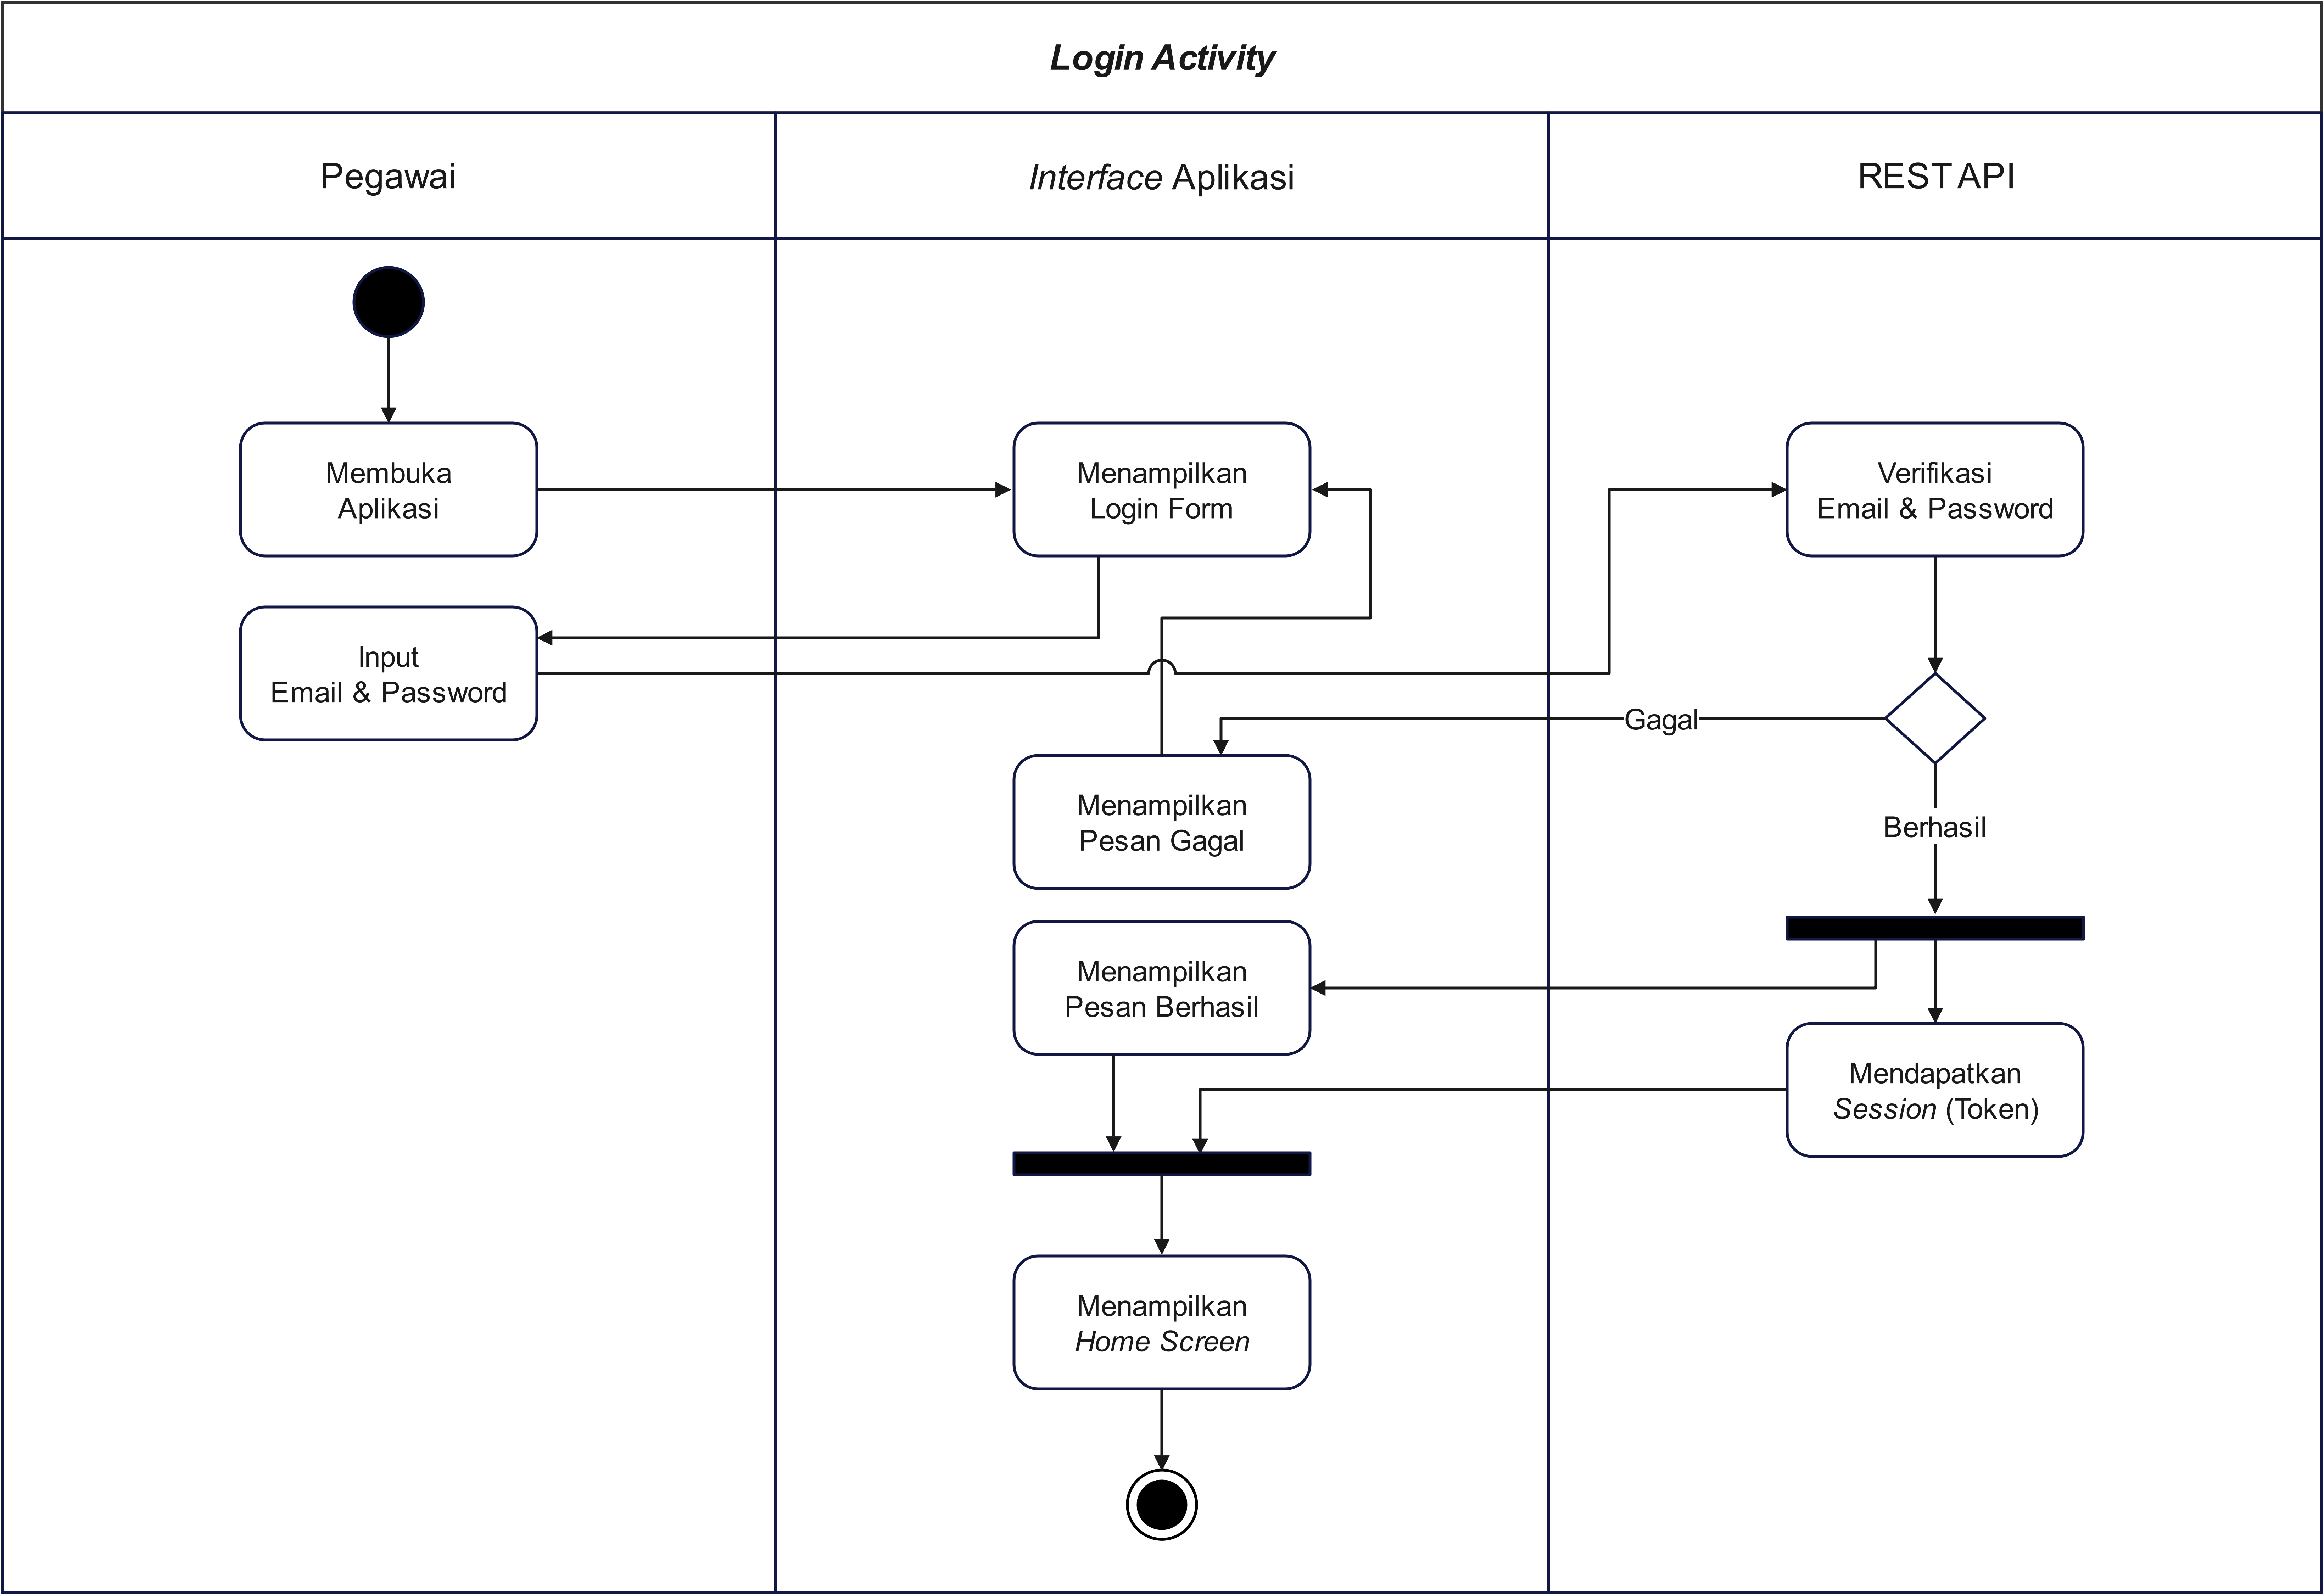 Login Activity
Pegawai
Interface Aplikasi
REST API
Membuka
Aplikasi
Menampilkan
Login Form
Verifikasi
Email & Password
Input
Email & Password
Gagal
Menampilkan
Pesan Gagal
Berhasil
Menampilkan
Pesan Berhasil
Mendapatkan
Session (Token)
Menampilkan
Home Screen